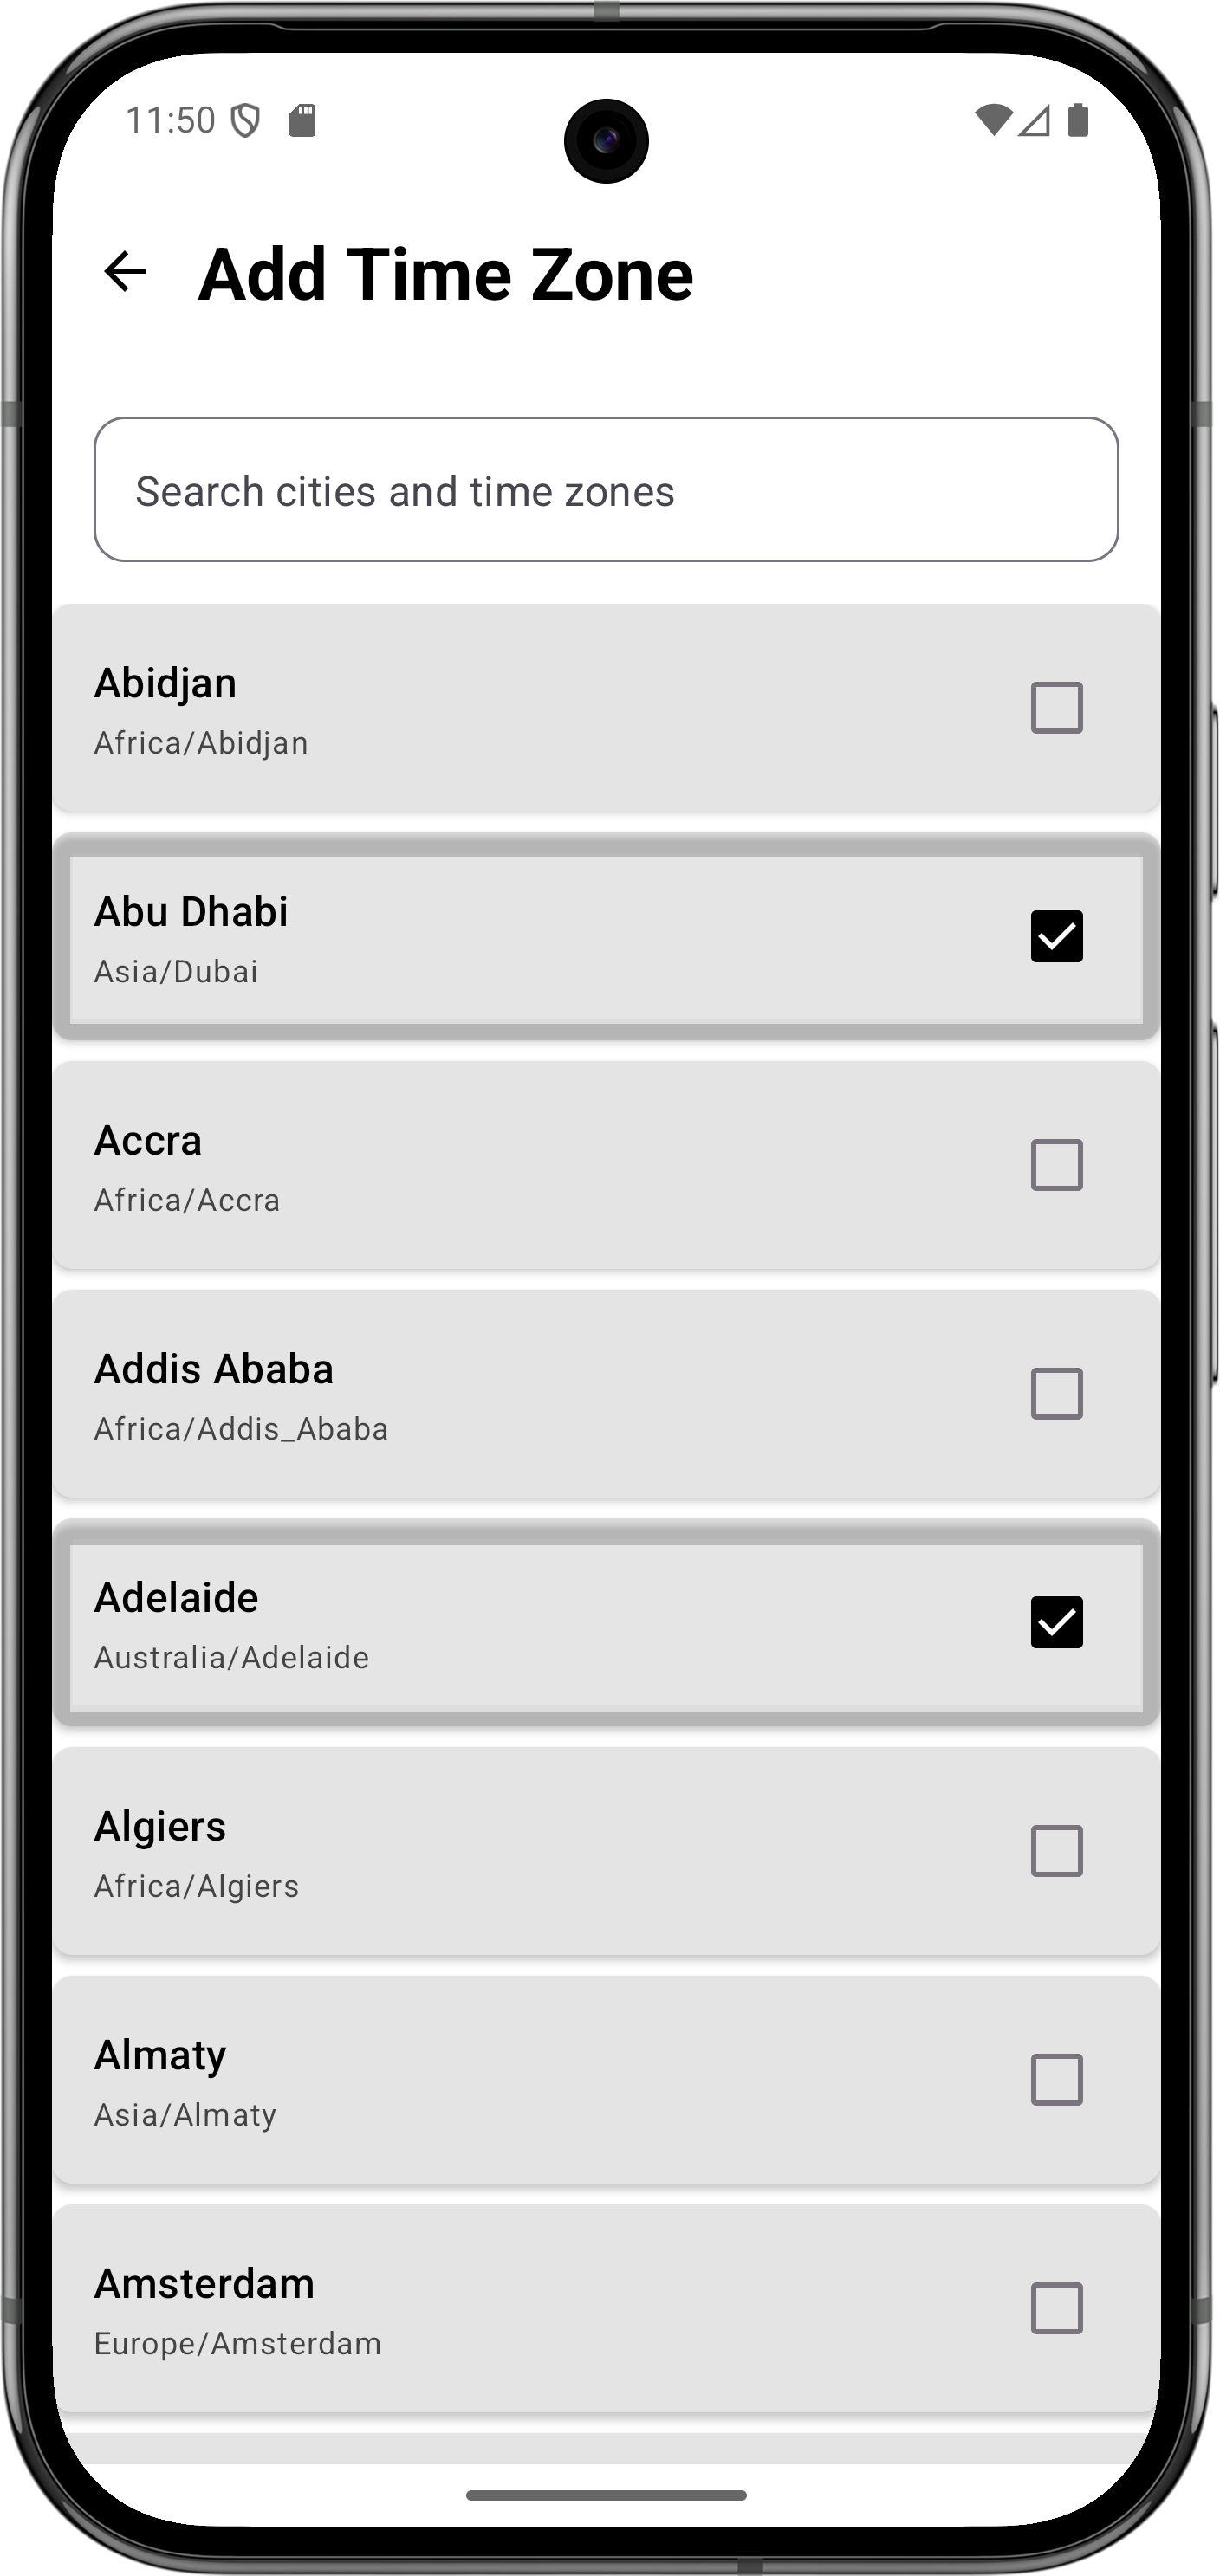 11:50
Add Time Zone
Search cities and time zones
Abidjan
Africa/Abidjan
Abu Dhabi
Asia/Dubai
Accra
Africa/Accra
Addis Ababa
Africa/Addis_Ababa
Adelaide
Australia/Adelaide
Algiers
Africa/Algiers
Almaty
Asia/Almaty
Amsterdam
Europe/Amsterdam